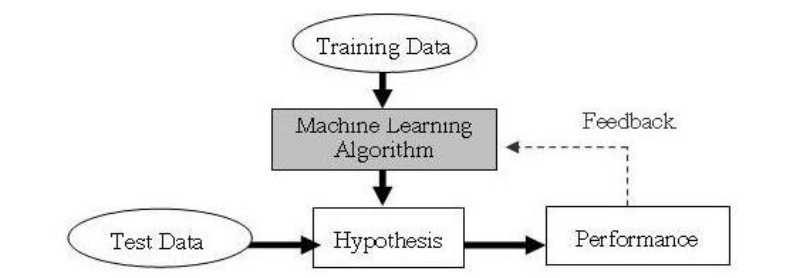 Training Data
Machine Learning
Algorithm
Feedback
Test Data
Hypothesis
Performance